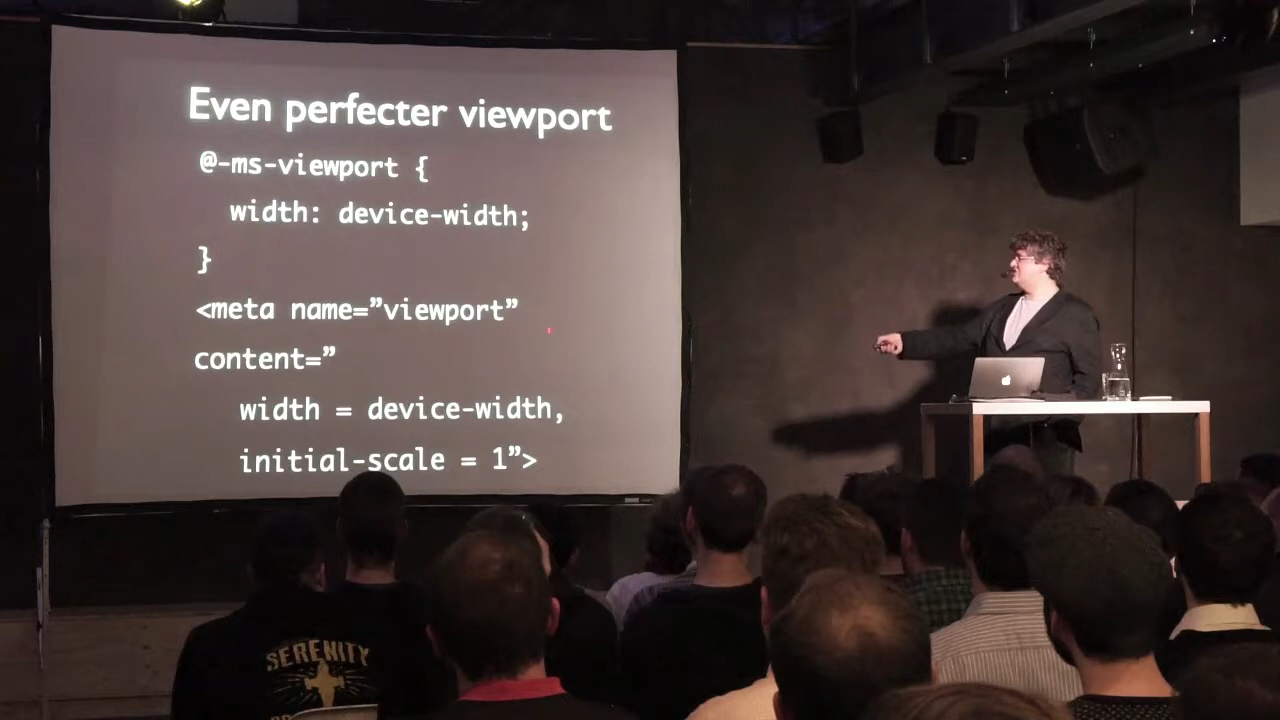 Even perfecter viewport
@-ms-viewport {
width: device-width;
}
<meta name=”viewport”
content=”
width = device-width,
initial-scale = 1”>
SERENITY